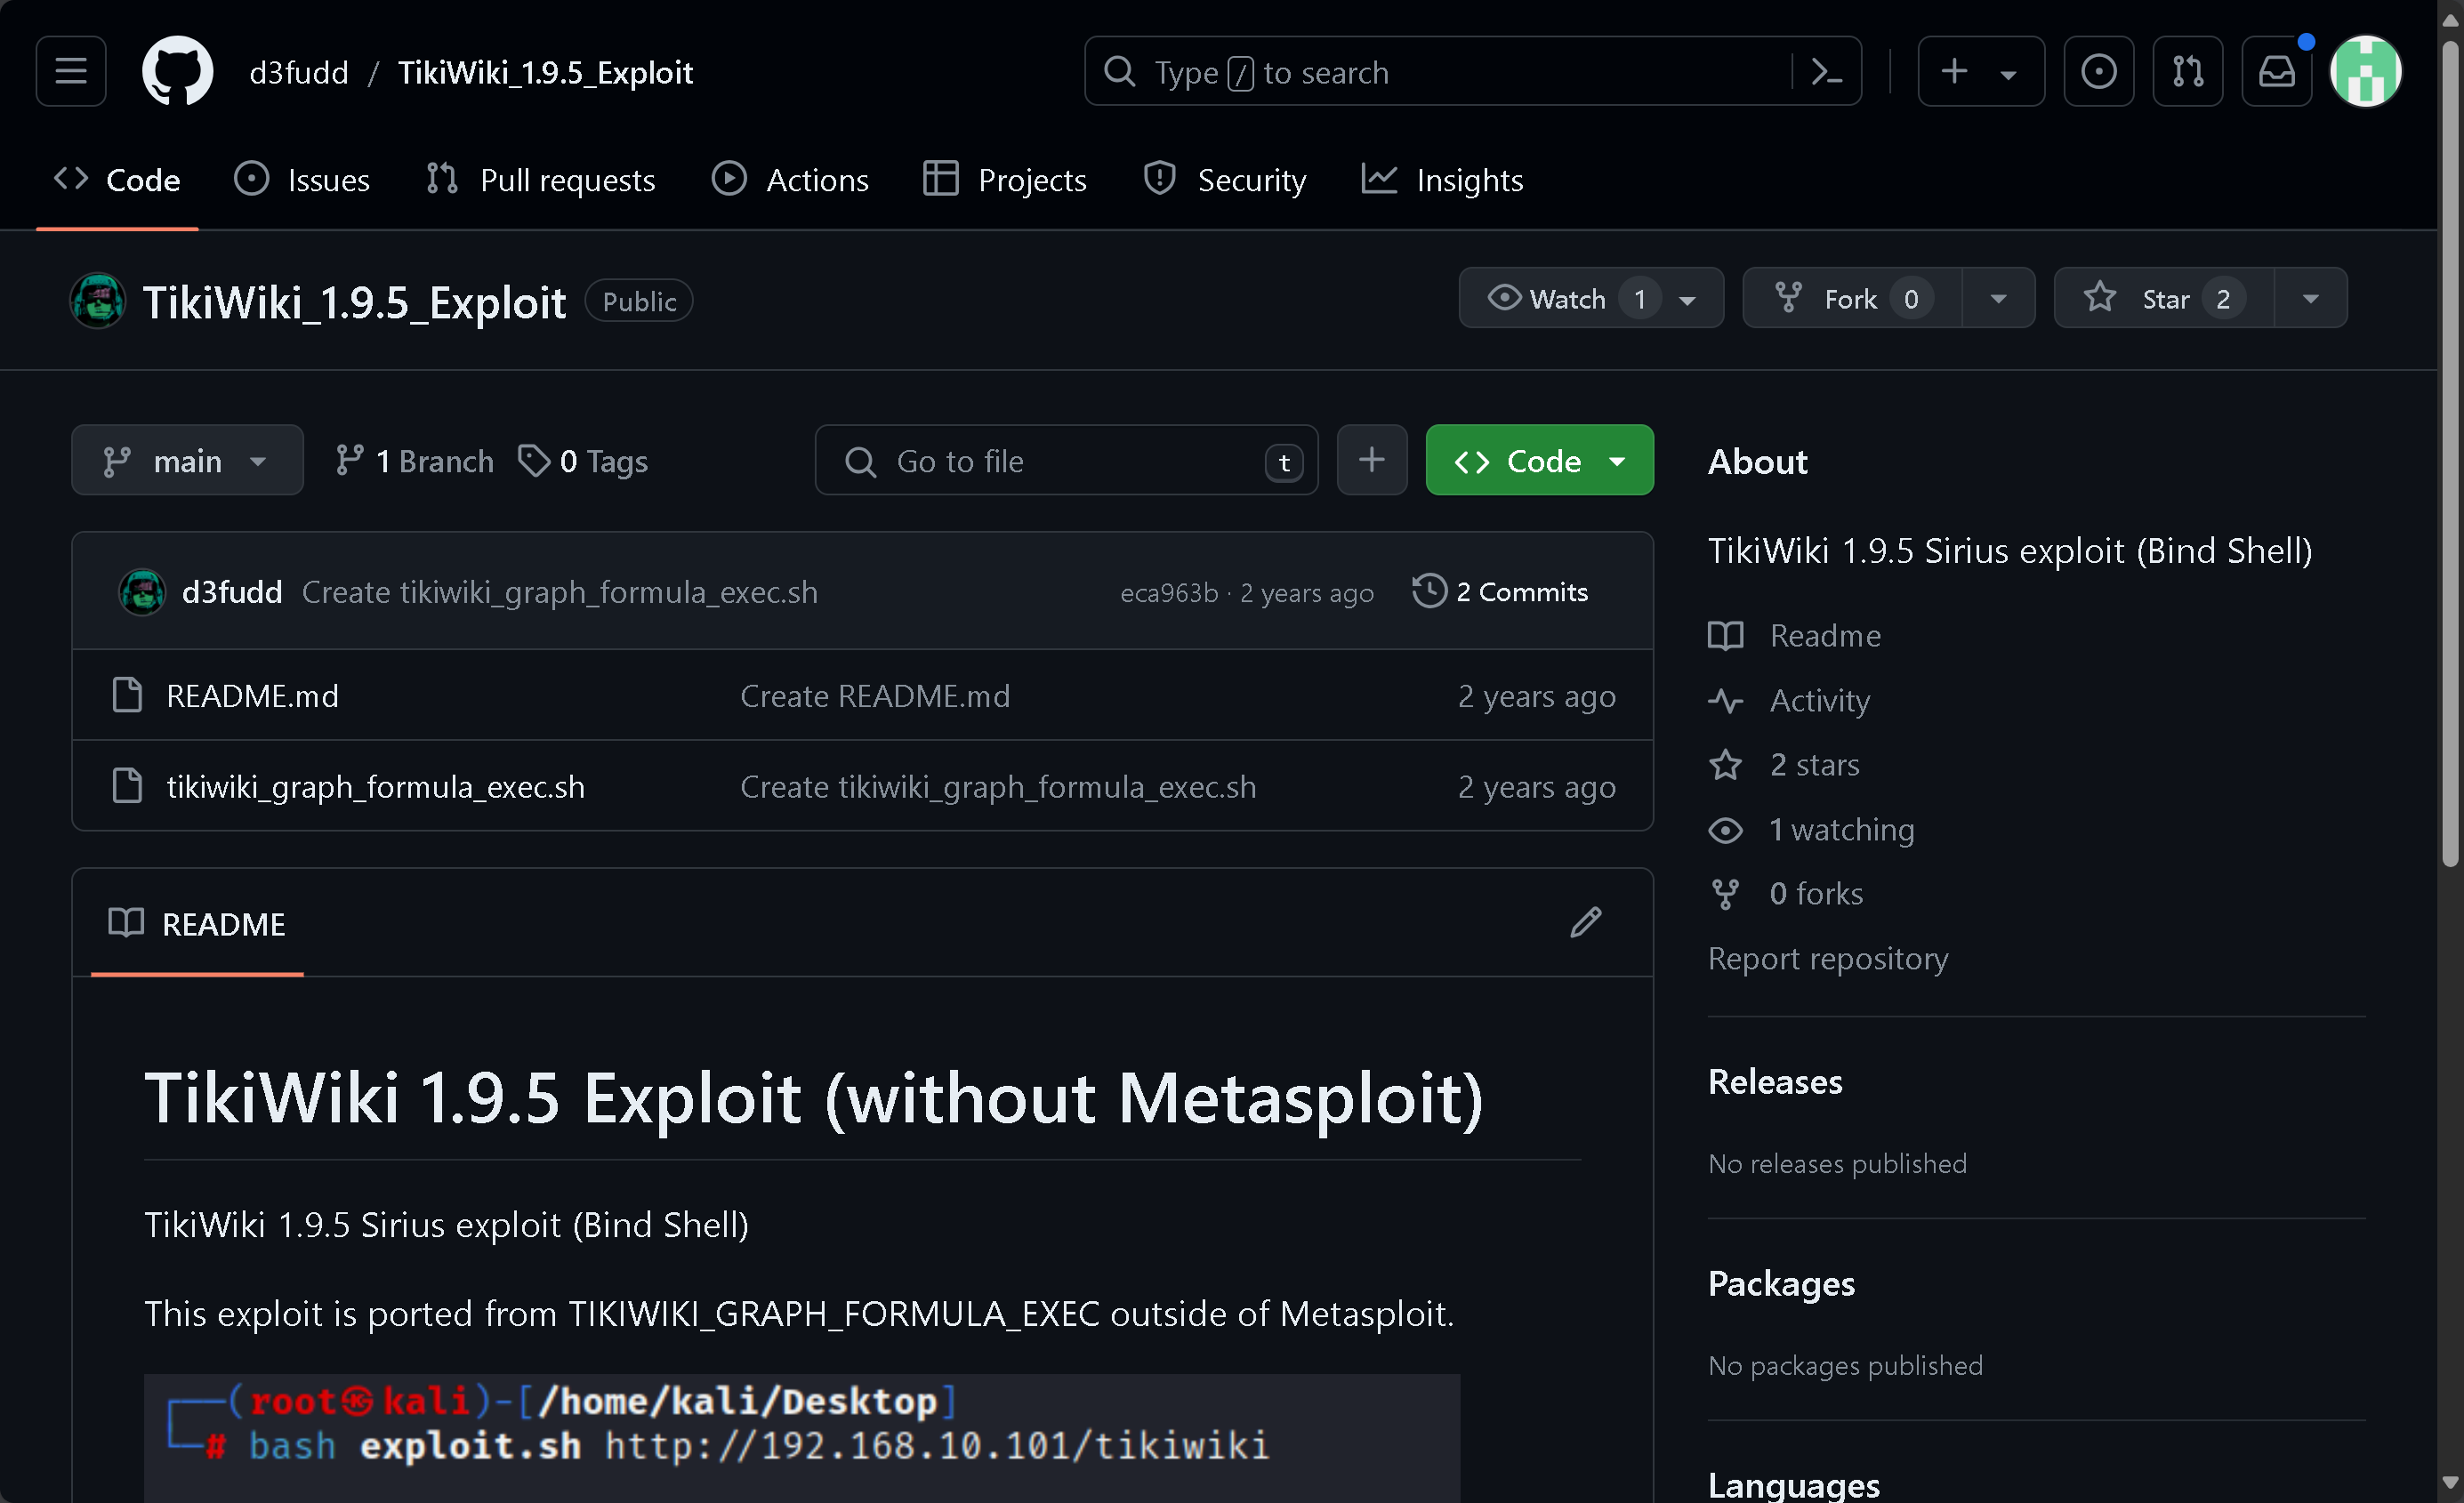 d3fudd / TikiWiki_1.9.5_Exploit
Type / to search
Code
Issues
Pull requests
Actions
Projects
Security
Insights
TikiWiki_1.9.5_Exploit
Public
Watch 1
Fork 0
Star 2
main
1 Branch
0 Tags
Go to file
t
Code
d3fudd Create tikiwiki_graph_formula_exec.sh
eca963b · 2 years ago
2 Commits
README.md
Create README.md
2 years ago
tikiwiki_graph_formula_exec.sh
Create tikiwiki_graph_formula_exec.sh
2 years ago
README
TikiWiki 1.9.5 Exploit (without Metasploit)
TikiWiki 1.9.5 Sirius exploit (Bind Shell)
This exploit is ported from TIKIWIKI_GRAPH_FORMULA_EXEC outside of Metasploit.
(root㉿kali)-[/home/kali/Desktop]
# bash exploit.sh http://192.168.10.101/tikiwiki
About
TikiWiki 1.9.5 Sirius exploit (Bind Shell)
Readme
Activity
2 stars
1 watching
0 forks
Report repository
Releases
No releases published
Packages
No packages published
Languages